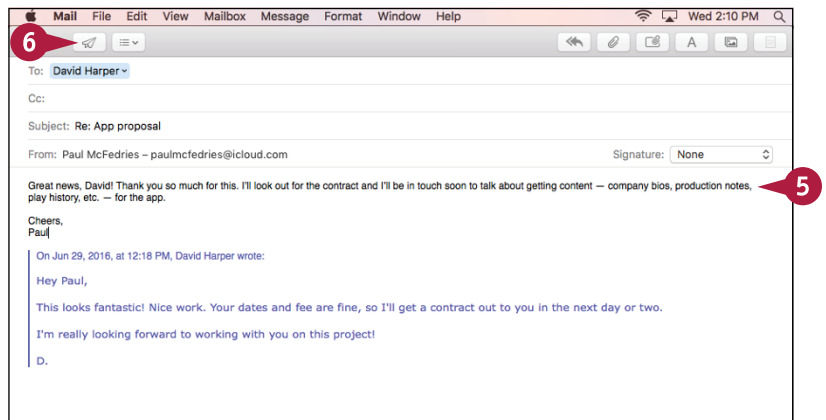 Mail File Edit View Mailbox Message Format Window Help Wed 2:10 PM
6
A
To: David Harper
Cc:
Subject: Re: App proposal
From: Paul McFedries – paulmcfedries@icloud.com Signature: None
Great news, David! Thank you so much for this. I'll look out for the contract and I'll be in touch soon to talk about getting content — company bios, production notes,
5
play history, etc. — for the app.
Cheers,
Paul
On Jun 29, 2016, at 12:18 PM, David Harper wrote:
Hey Paul,
This looks fantastic! Nice work. Your dates and fee are fine, so I'll get a contract out to you in the next day or two.
I'm really looking forward to working with you on this project!
D.